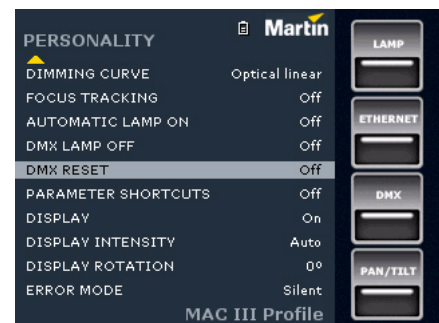 PERSONALITY
Martin
DIMMING CURVE Optical linear
FOCUS TRACKING Off
AUTOMATIC LAMP ON Off
DMX LAMP OFF Off
DMX RESET Off
PARAMETER SHORTCUTS Off
DISPLAY On
DISPLAY INTENSITY Auto
DISPLAY ROTATION 0º
ERROR MODE Silent
MAC III Profile
LAMP
ETHERNET
DMX
PAN/TILT